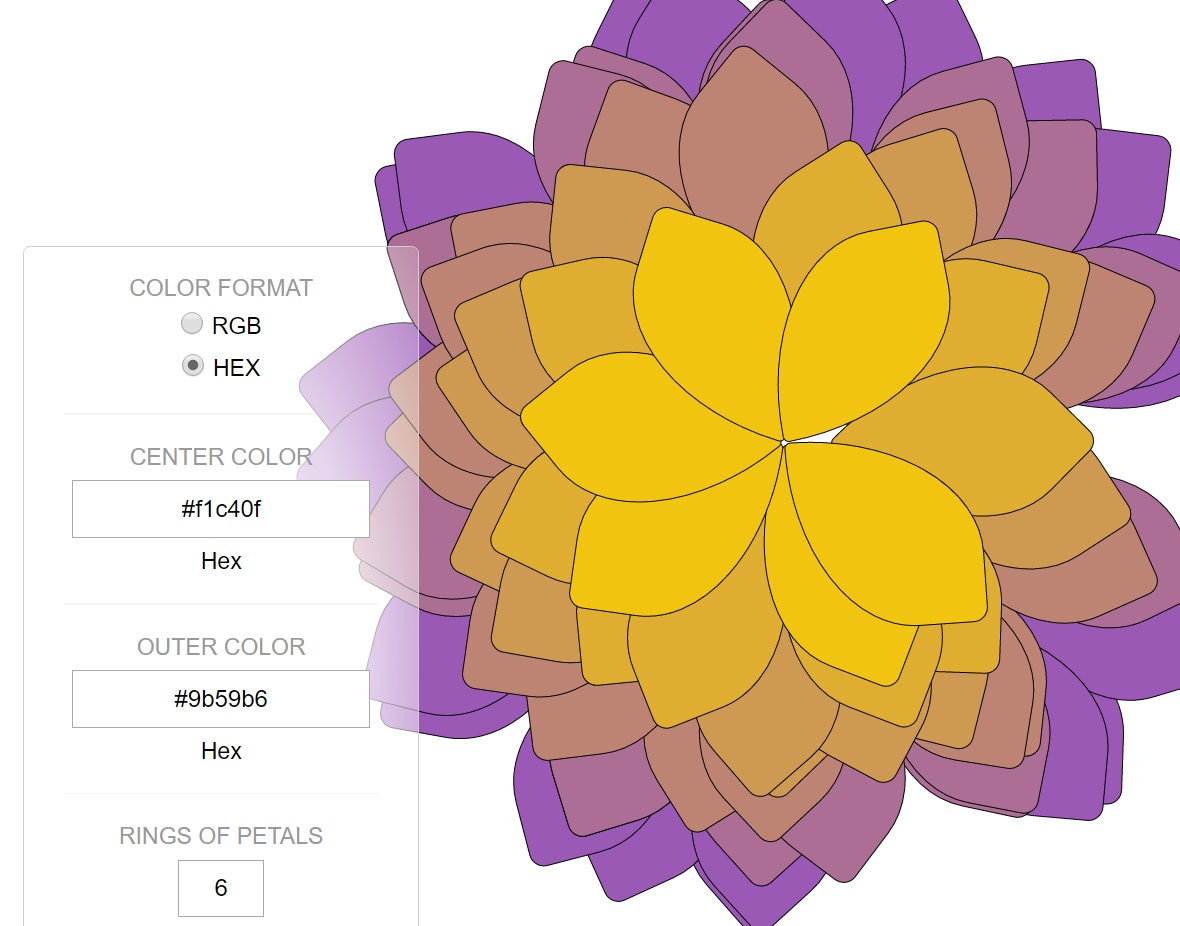 COLOR FORMAT
RGB
HEX
CENTER COLOR
#f1c40f
Hex
OUTER COLOR
#9b59b6
Hex
RINGS OF PETALS
6